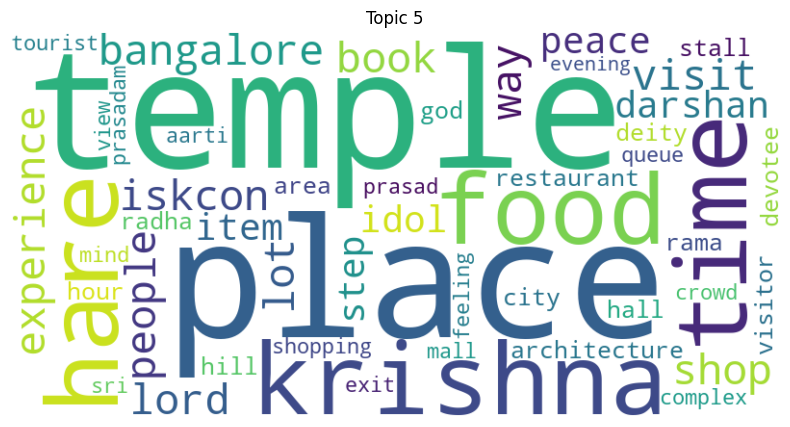 Topic 5
tourist
bangalore
temple
book
way
peace
evening
stall
visit
darshan
view
prasadam
aarti
god
deity
queue
experience
hare
iskcon
area
prasad
restaurant
food
time
devotee
radha
item
idol
mind
people
place
lot
step
rama
hour
feeling
city
hall
crowd
visitor
shopping
mall
architecture
hill
sri
lord
krishna
exit
shop
complex